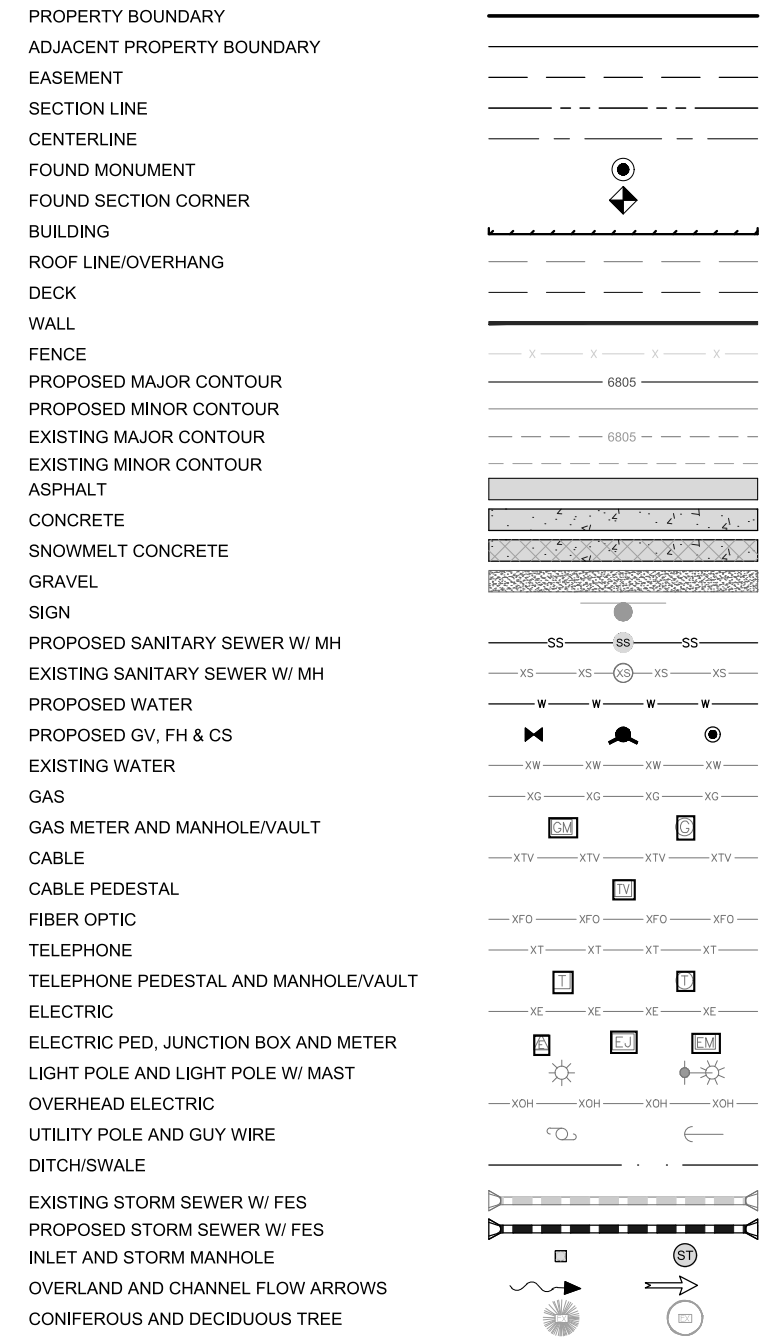 PROPERTY BOUNDARY
ADJACENT PROPERTY BOUNDARY
EASEMENT
SECTION LINE
CENTERLINE
FOUND MONUMENT
FOUND SECTION CORNER
BUILDING
ROOF LINE/OVERHANG
DECK
WALL
FENCE X X X X
PROPOSED MAJOR CONTOUR 6805
PROPOSED MINOR CONTOUR
EXISTING MAJOR CONTOUR 6805
EXISTING MINOR CONTOUR
ASPHALT
CONCRETE
SNOWMELT CONCRETE
GRAVEL
SIGN
PROPOSED SANITARY SEWER W/ MH SS SS SS
EXISTING SANITARY SEWER W/ MH XS XS XS XS XS
PROPOSED WATER W W W W
PROPOSED GV, FH & CS
EXISTING WATER XW XW XW XW
GAS XG XG XG XG
GAS METER AND MANHOLE/VAULT GM G
CABLE XTV XTV XTV XTV
CABLE PEDESTAL TV
FIBER OPTIC XFO XFO XFO XFO
TELEPHONE XT XT XT XT
TELEPHONE PEDESTAL AND MANHOLE/VAULT T T
ELECTRIC XE XE XE XE
ELECTRIC PED, JUNCTION BOX AND METER E EJ EM
LIGHT POLE AND LIGHT POLE W/ MAST
OVERHEAD ELECTRIC XOH XOH XOH XOH
UTILITY POLE AND GUY WIRE
DITCH/SWALE
EXISTING STORM SEWER W/ FES
PROPOSED STORM SEWER W/ FES
INLET AND STORM MANHOLE ST
OVERLAND AND CHANNEL FLOW ARROWS
CONIFEROUS AND DECIDUOUS TREE EX EX